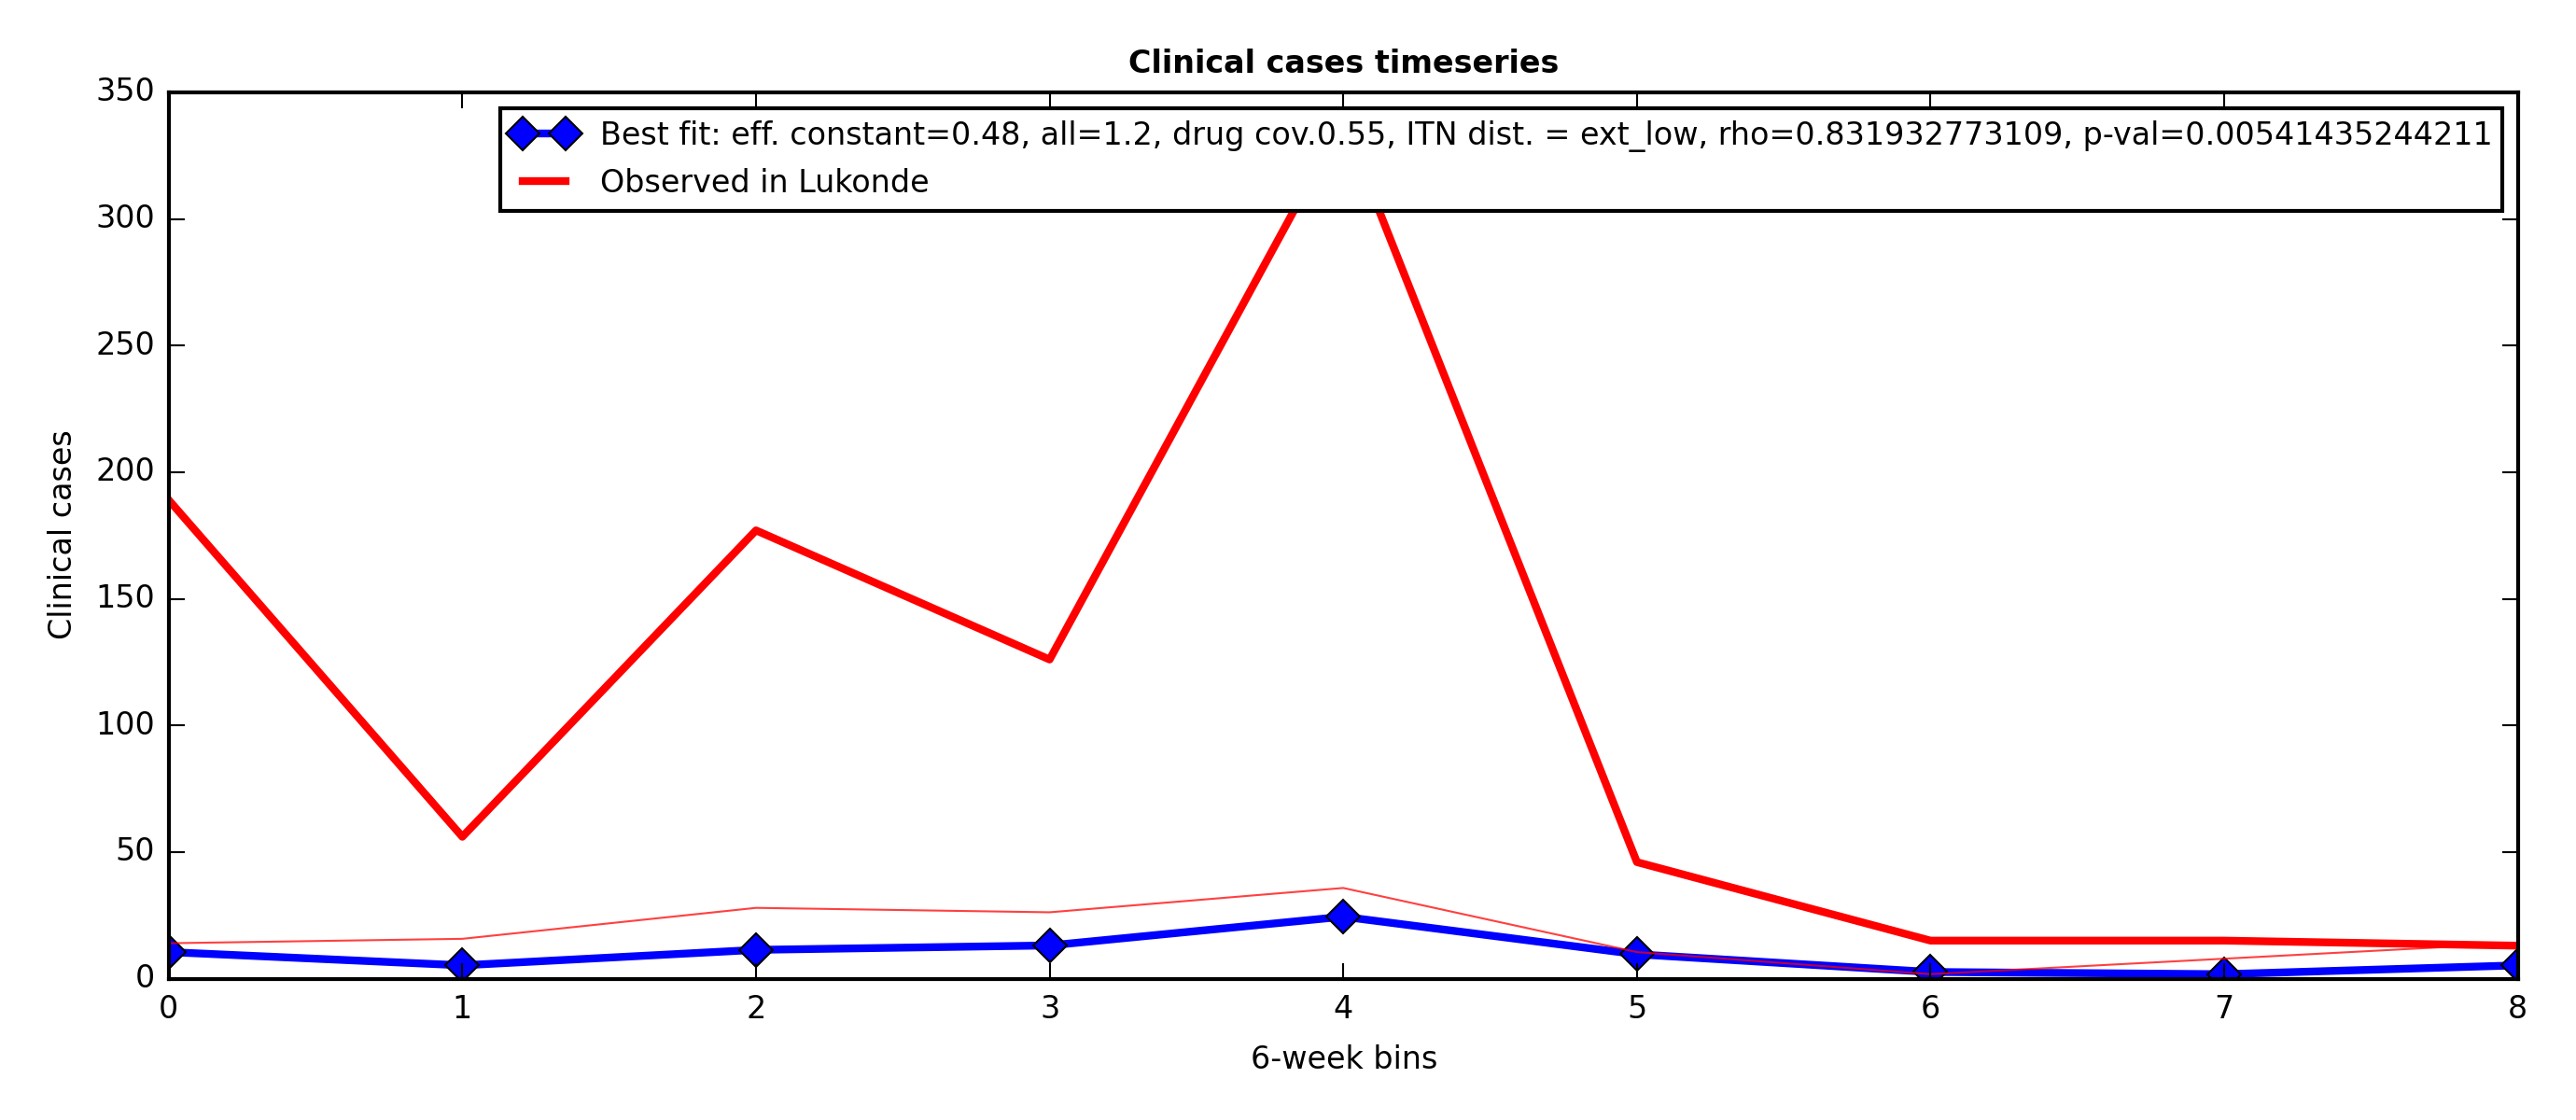 Clinical cases timeseries
Best fit: eff. constant=0.48, all=1.2, drug cov.0.55, ITN dist. = ext_low, rho=0.831932773109, p-val=0.00541435244211
Observed in Lukonde
350
300
250
200
150
100
50
0
Clinical cases
0 1 2 3 4 5 6 7 8
6-week bins